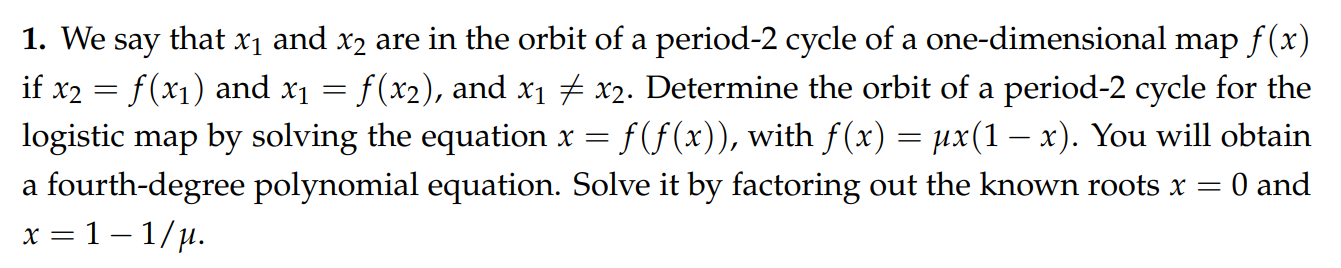 1. We say that x₁ and x₂ are in the orbit of a period-2 cycle of a one-dimensional map f(x)
if x₂ = f(x₁) and x₁ = f(x₂), and x₁ ≠ x₂. Determine the orbit of a period-2 cycle for the
logistic map by solving the equation x = f(f(x)), with f(x) = μx(1 − x). You will obtain
a fourth-degree polynomial equation. Solve it by factoring out the known roots x = 0 and
x = 1 − 1/μ.